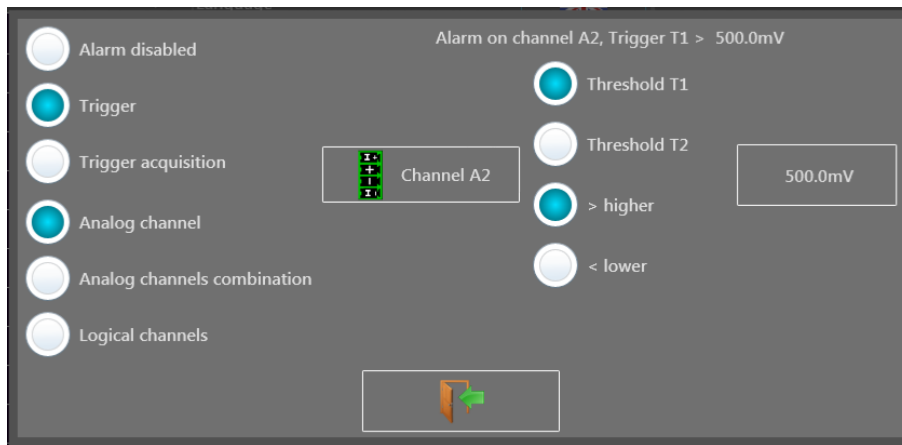 Alarm disabled
Trigger
Trigger acquisition
Analog channel
Analog channels combination
Logical channels
Channel A2
Alarm on channel A2, Trigger T1 > 500.0mV
Threshold T1
Threshold T2
> higher
< lower
500.0mV